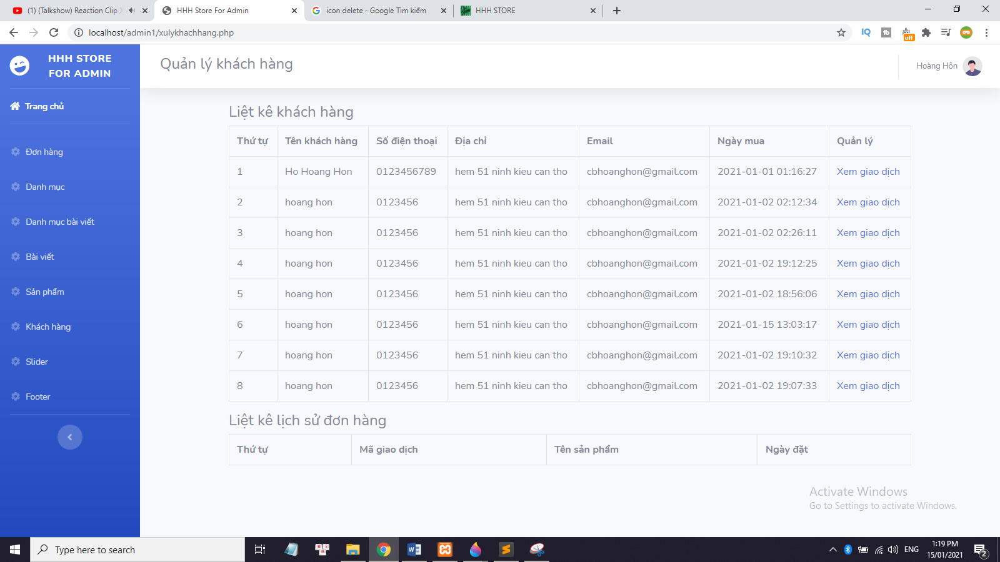 (1) (Talkshow) Reaction Clip
HHH Store For Admin
icon delete - Google Tìm kiếm
HHH STORE
localhost/admin1/xulykhachhang.php
IQ
off
HHH STORE
FOR ADMIN
Trang chủ
Đơn hàng
Danh mục
Danh mục bài viết
Bài viết
Sản phẩm
Khách hàng
Slider
Footer
Quản lý khách hàng
Hoàng Hôn
Liệt kê khách hàng
Thứ tự Tên khách hàng Số điện thoại Địa chỉ Email Ngày mua Quản lý
1 Ho Hoang Hon 0123456789 hem 51 ninh kieu can tho cbhoanghon@gmail.com 2021-01-01 01:16:27 Xem giao dịch
2 hoang hon 0123456 hem 51 ninh kieu can tho cbhoanghon@gmail.com 2021-01-02 02:12:34 Xem giao dịch
3 hoang hon 0123456 hem 51 ninh kieu can tho cbhoanghon@gmail.com 2021-01-02 02:26:11 Xem giao dịch
4 hoang hon 0123456 hem 51 ninh kieu can tho cbhoanghon@gmail.com 2021-01-02 19:12:25 Xem giao dịch
5 hoang hon 0123456 hem 51 ninh kieu can tho cbhoanghon@gmail.com 2021-01-02 18:56:06 Xem giao dịch
6 hoang hon 0123456 hem 51 ninh kieu can tho cbhoanghon@gmail.com 2021-01-15 13:03:17 Xem giao dịch
7 hoang hon 0123456 hem 51 ninh kieu can tho cbhoanghon@gmail.com 2021-01-02 19:10:32 Xem giao dịch
8 hoang hon 0123456 hem 51 ninh kieu can tho cbhoanghon@gmail.com 2021-01-02 19:07:33 Xem giao dịch
Liệt kê lịch sử đơn hàng
Thứ tự Mã giao dịch Tên sản phẩm Ngày đặt
Activate Windows
Go to Settings to activate Windows.
Type here to search
ENG
1:19 PM
15/01/2021
2